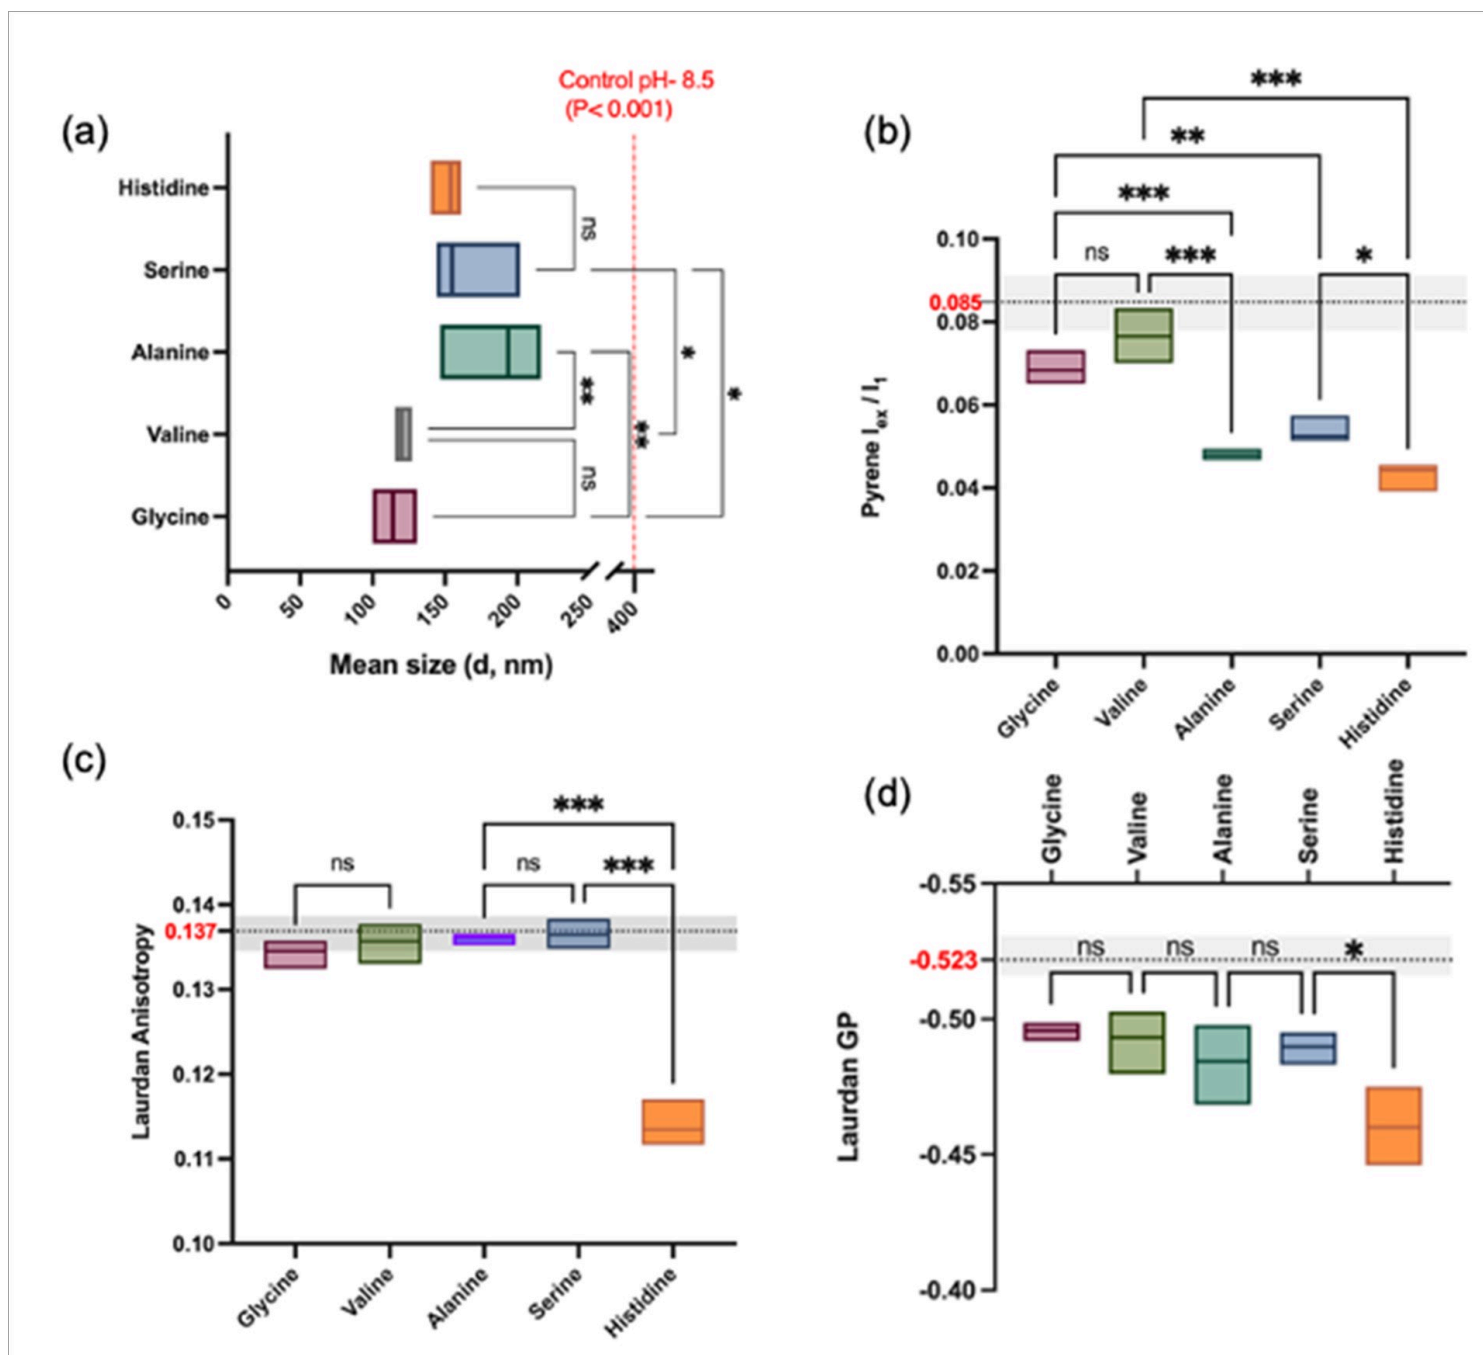 Control pH- 8.5
(P< 0.001)
(a)
Histidine
Serine
Alanine
Valine
Glycine
ns
**
ns
**
*
*
0
50
100
150
200
250
400
Mean size (d, nm)
(b)
***
**
***
ns
***
*
0.10
0.085
0.08
0.06
0.04
0.02
0.00
Pyrene Iex / I1
Glycine
Valine
Alanine
Serine
Histidine
(c)
***
ns
ns
***
0.15
0.14
0.137
0.13
0.12
0.11
0.10
Laurdan Anisotropy
Glycine
Valine
Alanine
Serine
Histidine
(d)
Glycine
Valine
Alanine
Serine
Histidine
-0.55
-0.523
-0.50
-0.45
-0.40
ns
ns
ns
*
Laurdan GP